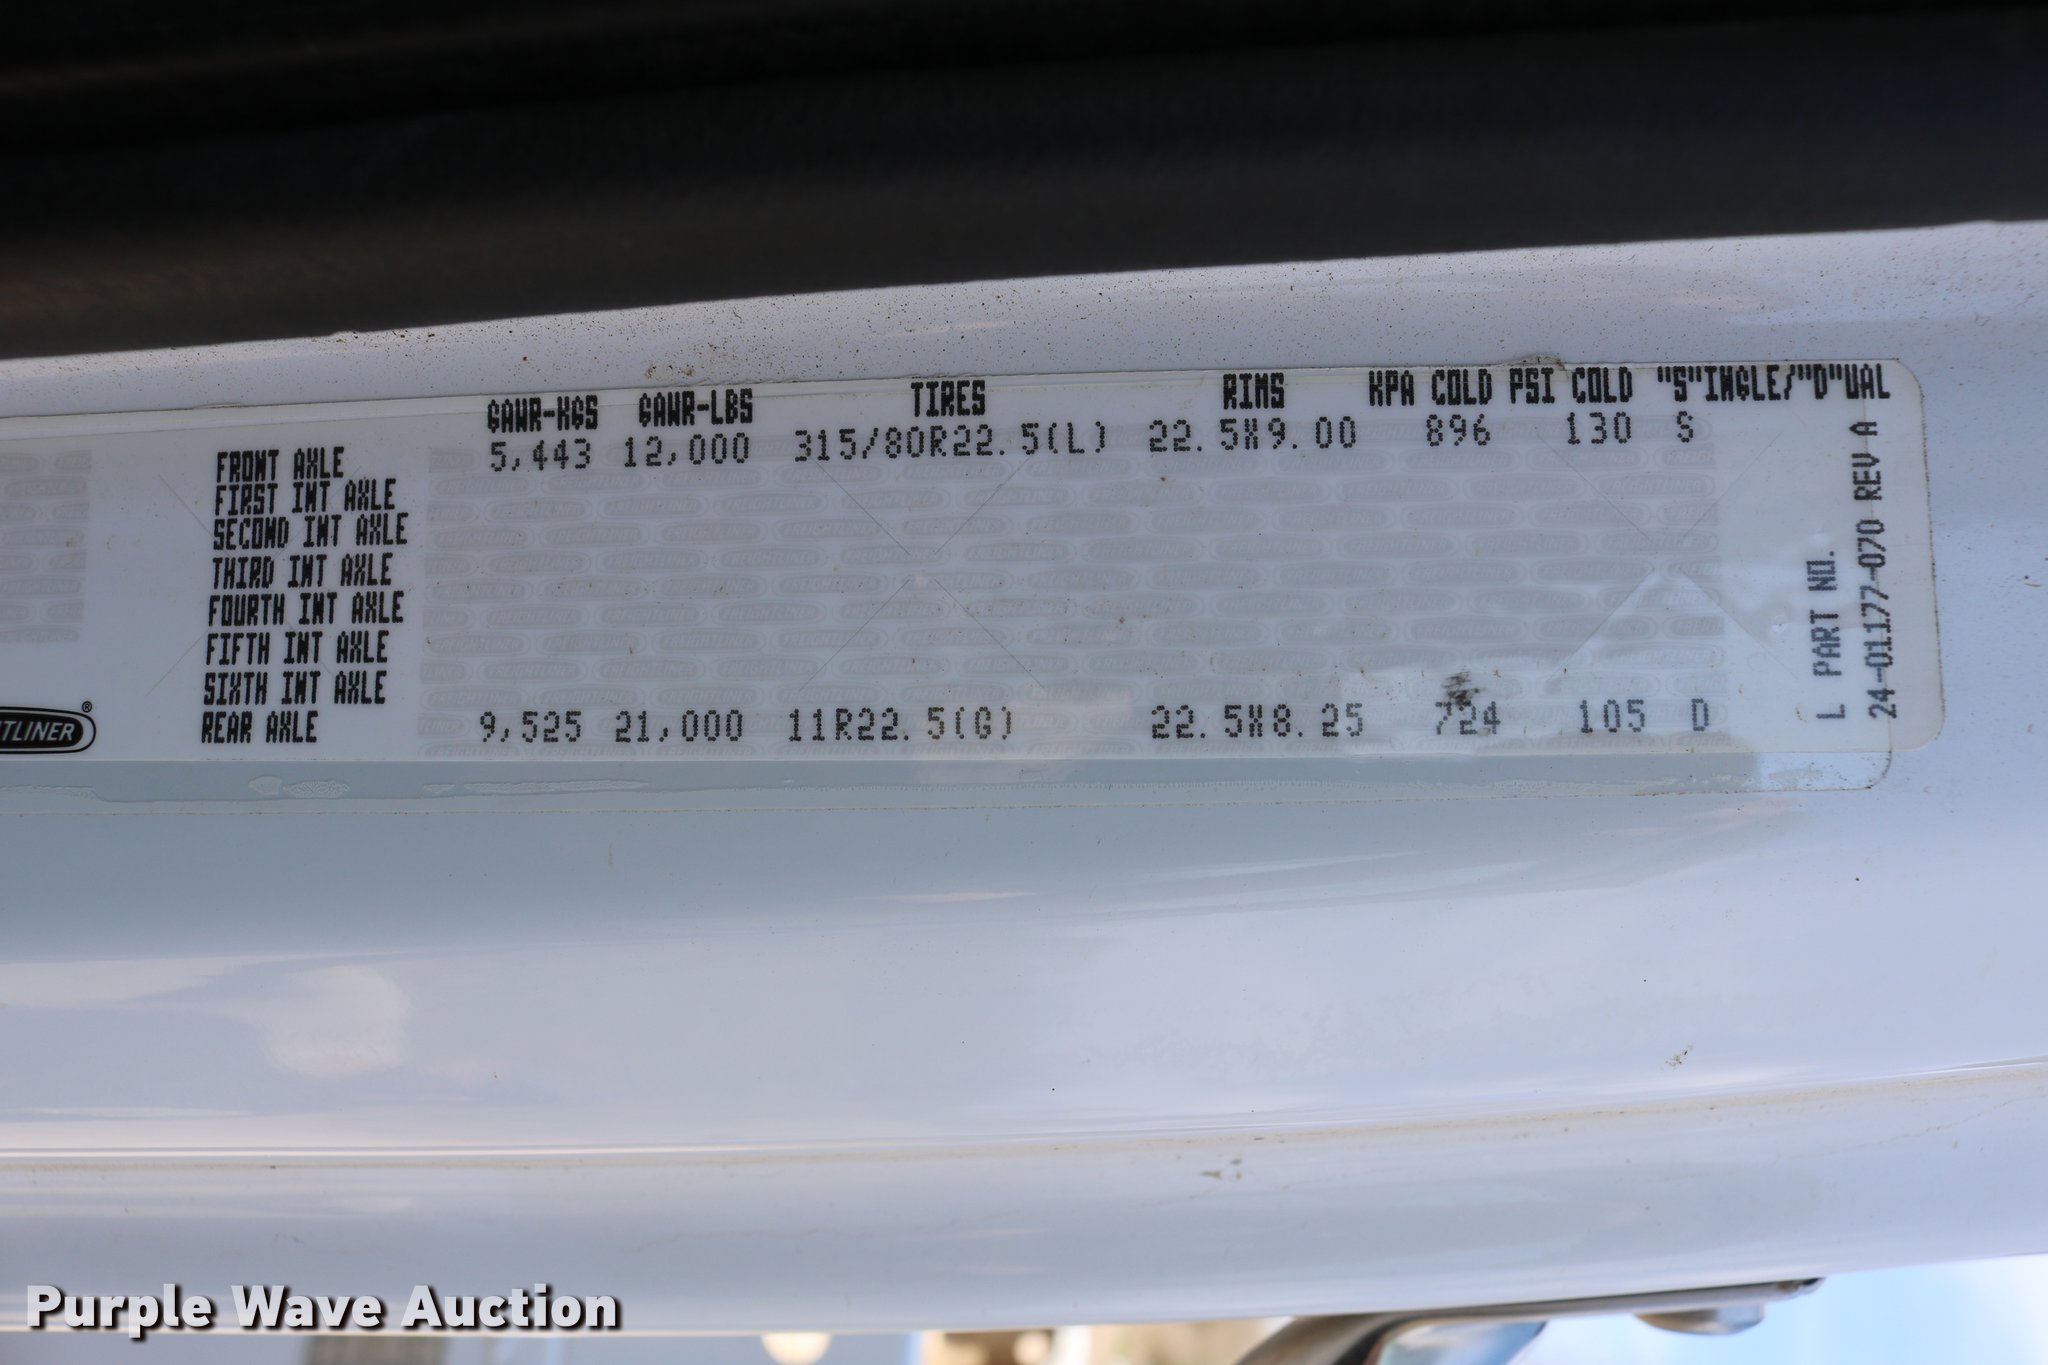 GAWR-KGS GAWR-LBS TIRES RIMS KPA COLD PSI COLD "S"INGLE/"D"UAL
FRONT AXLE 5,443 12,000 315/80R22.5(L) 22.5X9.00 896 130 S
FIRST INT AXLE
SECOND INT AXLE
THIRD INT AXLE
FOURTH INT AXLE
FIFTH INT AXLE
SIXTH INT AXLE
REAR AXLE 9,525 21,000 11R22.5(G) 22.5X8.25 724 105 D
L PART NO.
24-01177-070 REV A
TLINER®
Purple Wave Auction